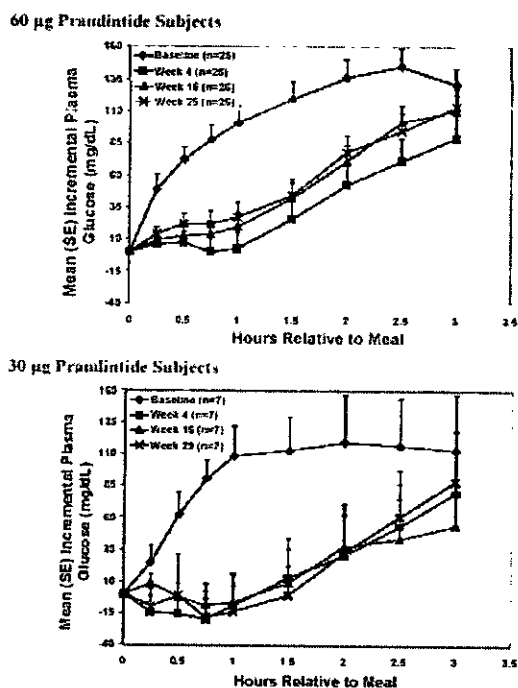 60 µg Pramlintide Subjects
Mean (SE) Incremental Plasma
Glucose (mg/dL)
160
135
110
85
60
35
10
-15
-40
Baseline (n=25)
Week 4 (n=25)
Week 16 (n=25)
Week (n=25)
0 0.5 1 1.5 2 2.5 3 3.5
Hours Relative to Meal
30 µg Pramlintide Subjects
Mean (SE) Incremental Plasma
Glucose (mg/dL)
160
135
110
85
60
35
10
-15
-40
Baseline (n=7)
Week 4 (n=7)
Week 16 (n=7)
Week 29 (n=7)
0 0.5 1 1.5 2 2.5 3 3.5
Hours Relative to Meal